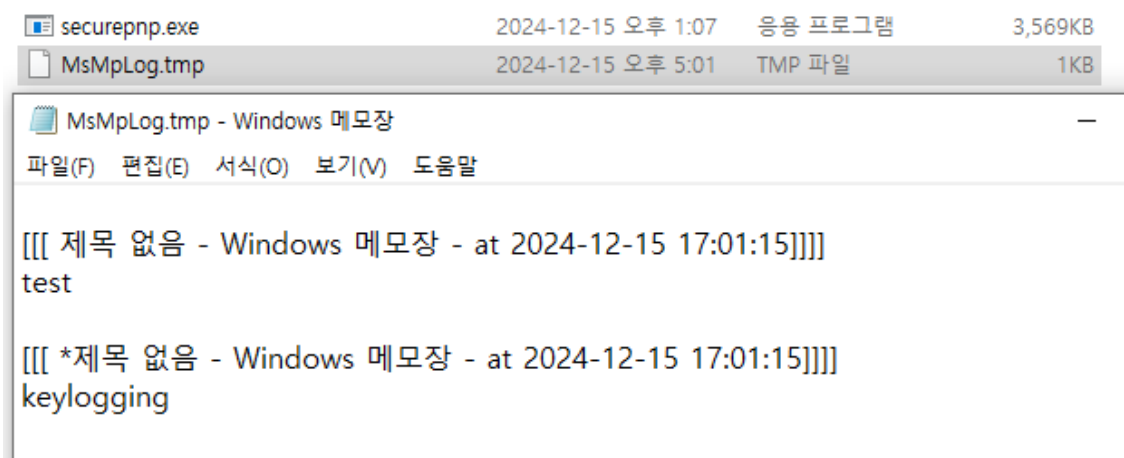 securepnp.exe 2024-12-15 오후 1:07 응용 프로그램 3,569KB
MsMpLog.tmp 2024-12-15 오후 5:01 TMP 파일 1KB
MsMpLog.tmp - Windows 메모장
파일(F) 편집(E) 서식(O) 보기(V) 도움말
[[[ 제목 없음 - Windows 메모장 - at 2024-12-15 17:01:15]]]]
test
[[[ *제목 없음 - Windows 메모장 - at 2024-12-15 17:01:15]]]]
keylogging